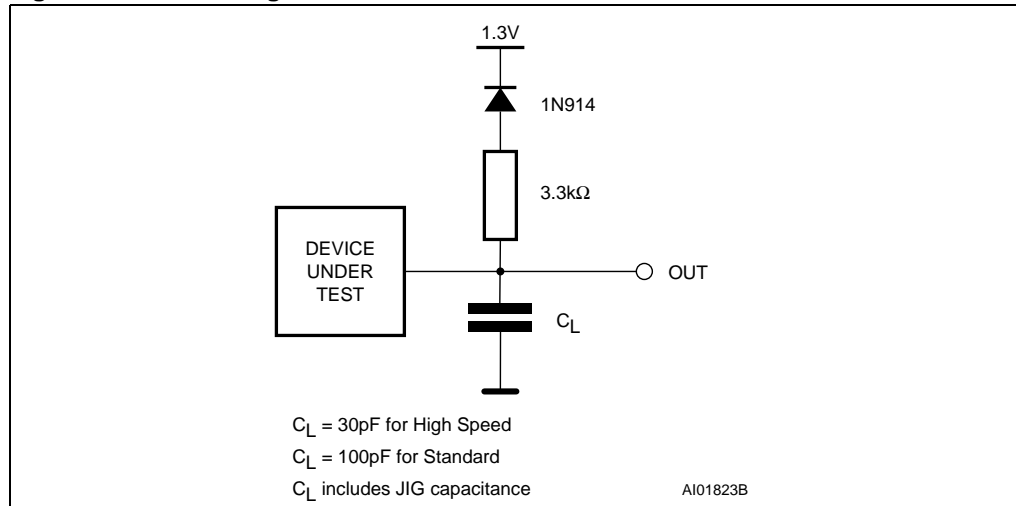 1.3V
1N914
3.3kΩ
DEVICE
UNDER
TEST
OUT
CL
CL = 30pF for High Speed
CL = 100pF for Standard
CL includes JIG capacitance
AI01823B